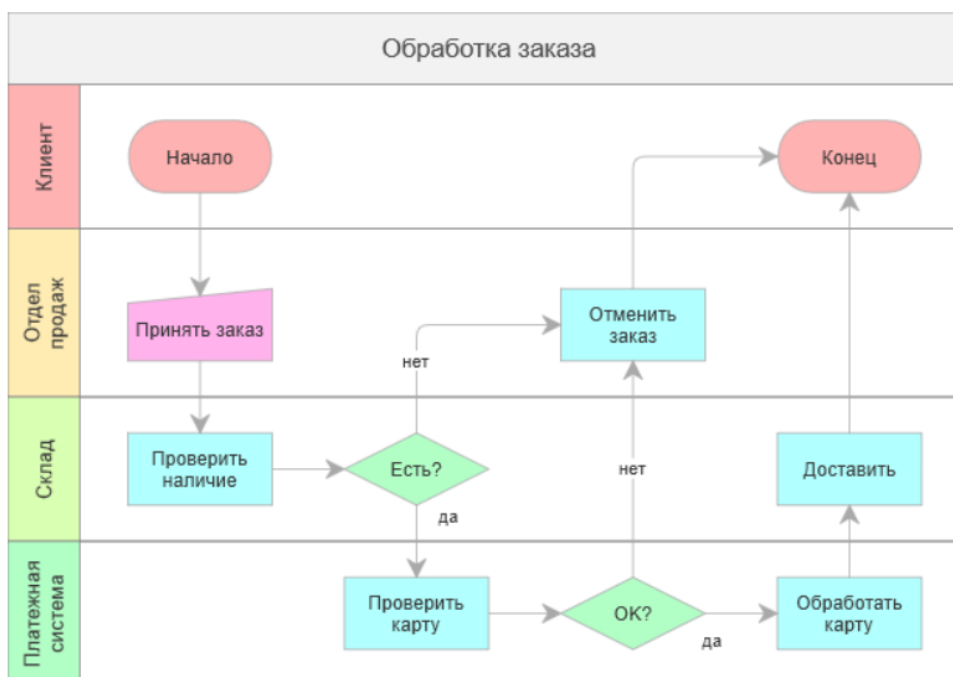 Обработка заказа
Клиент
Начало
Конец
Отдел
продаж
Принять заказ
Отменить
заказ
нет
Склад
Проверить
наличие
Есть?
нет
Доставить
да
Платежная
система
Проверить
карту
OK?
да
Обработать
карту